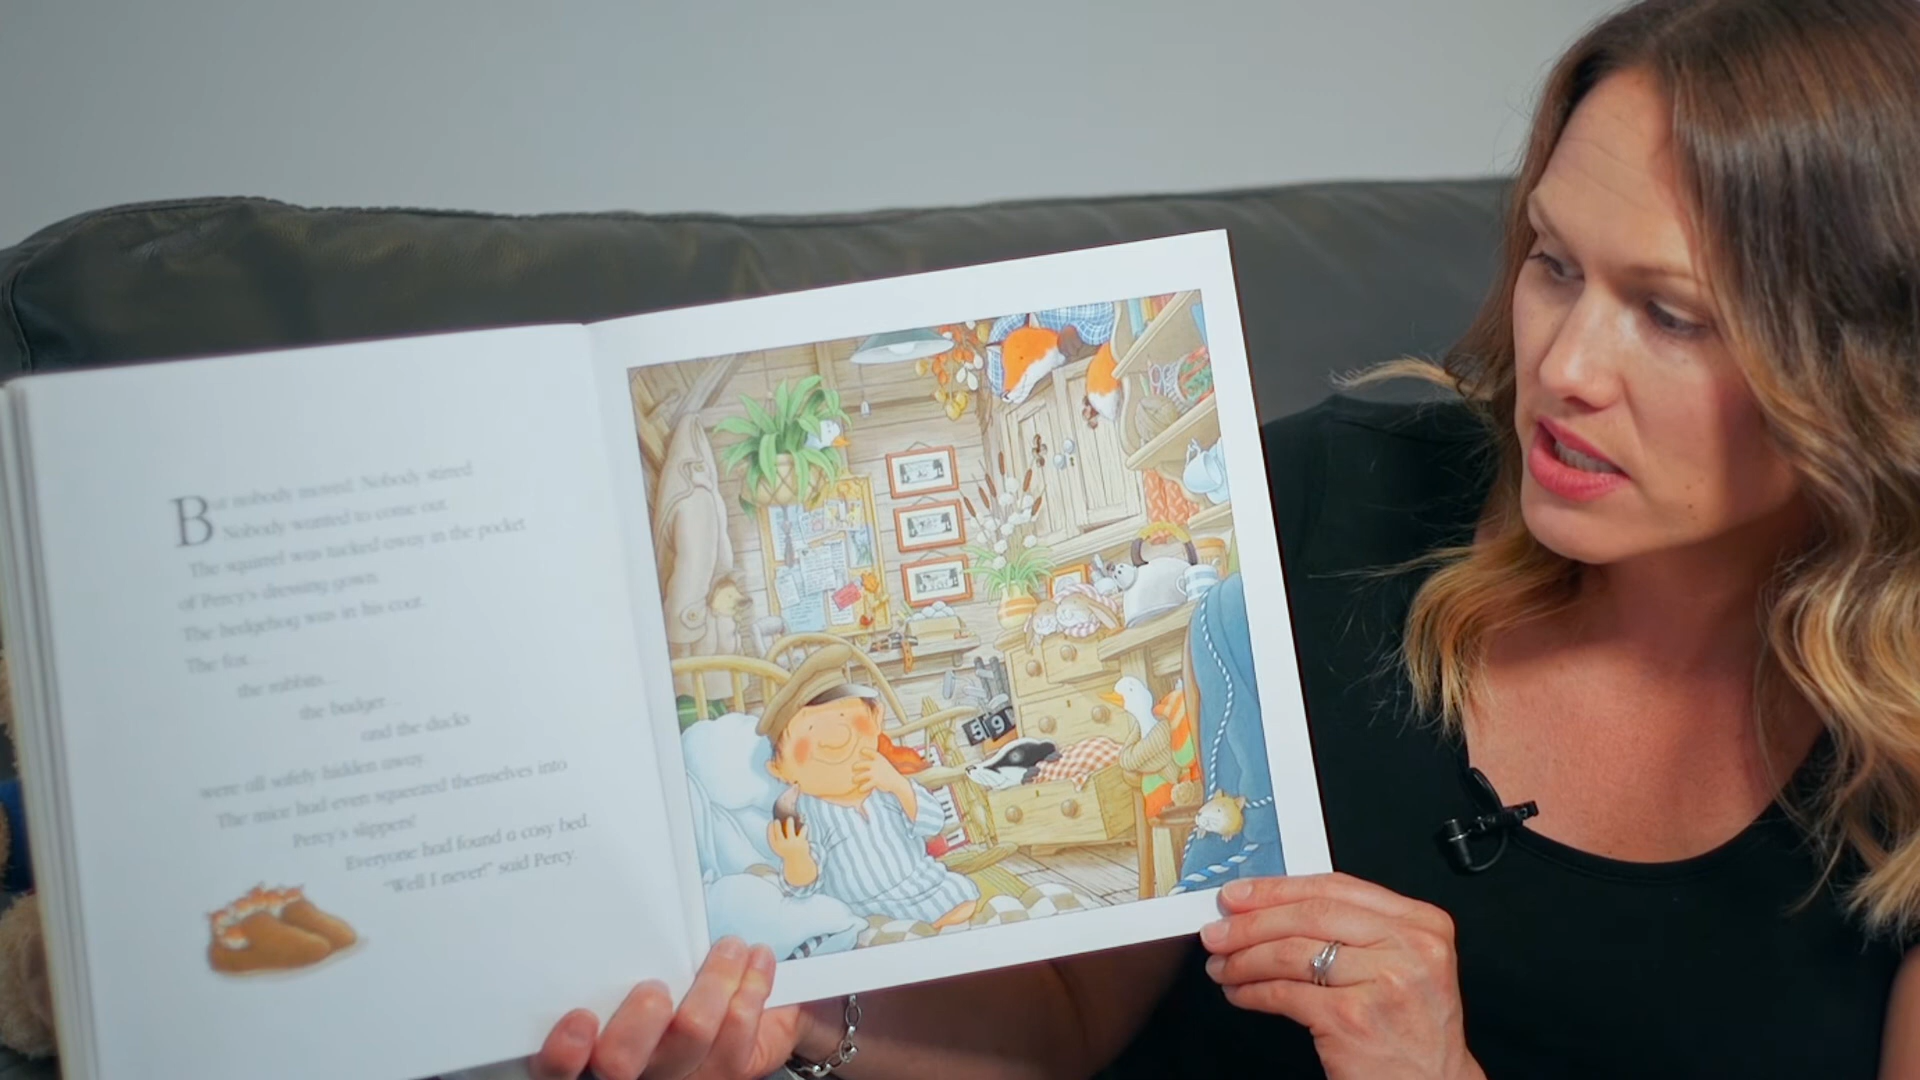 But nobody moved. Nobody stirred.
Nobody wanted to come out.
The squirrel was tucked away in the pocket
of Percy's dressing gown.
The hedgehog was in his coat.
The fox...
the rabbits...
the badger...
and the ducks
were all safely hidden away.
The mice had even squeezed themselves into
Percy's slippers!
Everyone had found a cosy bed.
"Well I never!" said Percy.
59